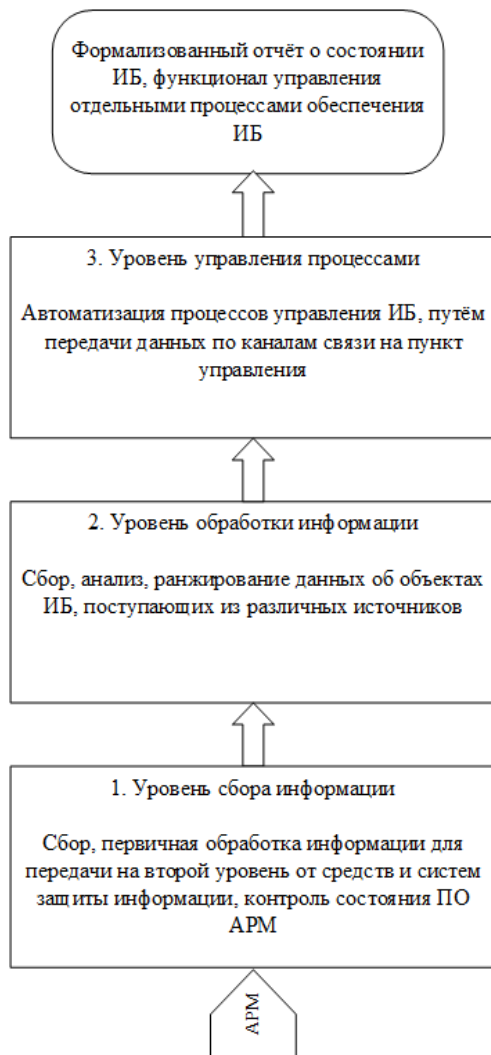 Формализованный отчёт о состоянии
ИБ, функционал управления
отдельными процессами обеспечения
ИБ
3. Уровень управления процессами
Автоматизация процессов управления ИБ, путём
передачи данных по каналам связи на пункт
управления
2. Уровень обработки информации
Сбор, анализ, ранжирование данных об объектах
ИБ, поступающих из различных источников
1. Уровень сбора информации
Сбор, первичная обработка информации для
передачи на второй уровень от средств и систем
защиты информации, контроль состояния ПО
АРМ
АРМ